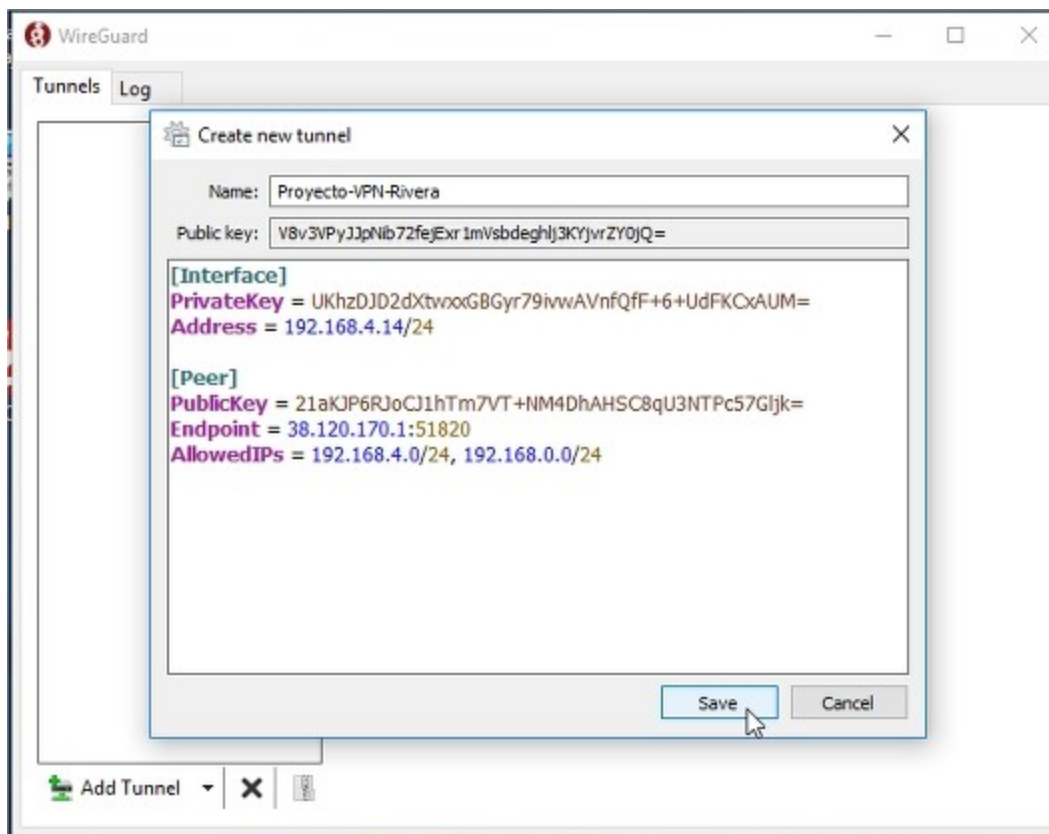 WireGuard
Tunnels Log
Create new tunnel
Name: Proyecto-VPN-Rivera
Public key: V8v3VPyJJpNib72fejExr1mVsbdeghlj3KYjvrZY0jQ=
[Interface]
PrivateKey = UKhzDJD2dXtwxxGBGyr79ivwAVnfQfF+6+UdFKCxAUM=
Address = 192.168.4.14/24
[Peer]
PublicKey = 21aKJP6RJoCJ1hTm7VT+NM4DhAHSC8qU3NTPc57Gljk=
Endpoint = 38.120.170.1:51820
AllowedIPs = 192.168.4.0/24, 192.168.0.0/24
Save Cancel
Add Tunnel